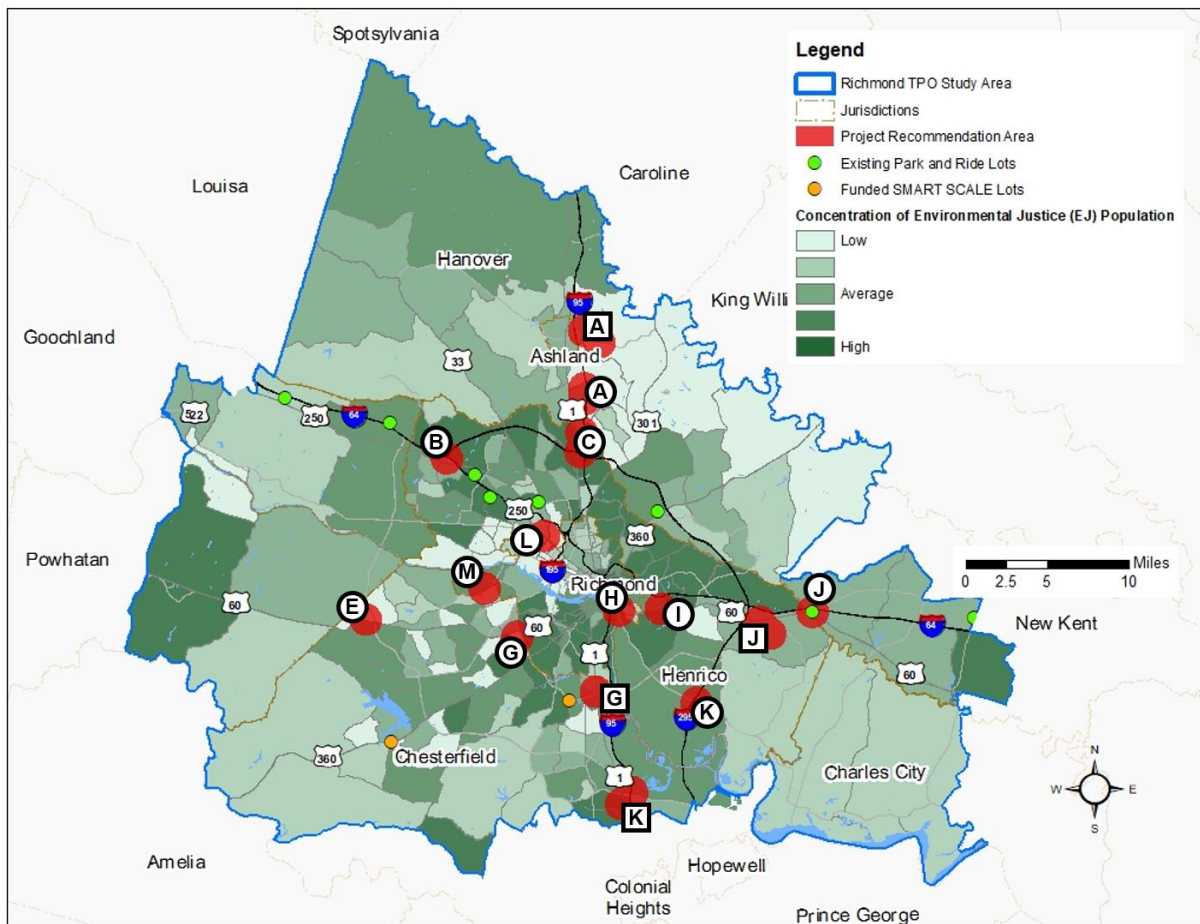 Spotsylvania
Legend
Richmond TPO Study Area
Jurisdictions
Project Recommendation Area
Existing Park and Ride Lots
Funded SMART SCALE Lots
Concentration of Environmental Justice (EJ) Population
Low
Average
High
Louisa
Caroline
Hanover
95
King Willi
A
Goochland
Ashland
33
A
522
250
64
1
301
B
C
250
360
L
Powhatan
M
195
Richmond
Miles
0 2.5 5 10
60
E
H
I
60
J
J
64
New Kent
60
G
1
Henrico
60
G
95
295
K
360
Chesterfield
1
Charles City
K
N
W E
S
Amelia
Hopewell
Colonial
Heights
Prince George